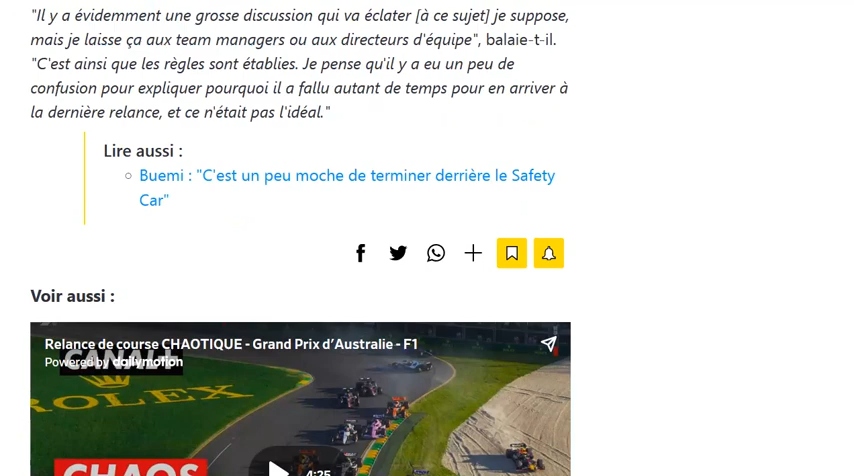 "Il y a évidemment une grosse discussion qui va éclater [à ce sujet] je suppose,
mais je laisse ça aux team managers ou aux directeurs d'équipe", balaie-t-il.
"C'est ainsi que les règles sont établies. Je pense qu'il y a eu un peu de
confusion pour expliquer pourquoi il a fallu autant de temps pour en arriver à
la dernière relance, et ce n'était pas l'idéal."
Lire aussi :
Buemi : "C'est un peu moche de terminer derrière le Safety
Car"
Voir aussi :
Relance de course CHAOTIQUE - Grand Prix d'Australie - F1
CANAL+
Powered by dailymotion
ROLEX
CHAOS
4:25